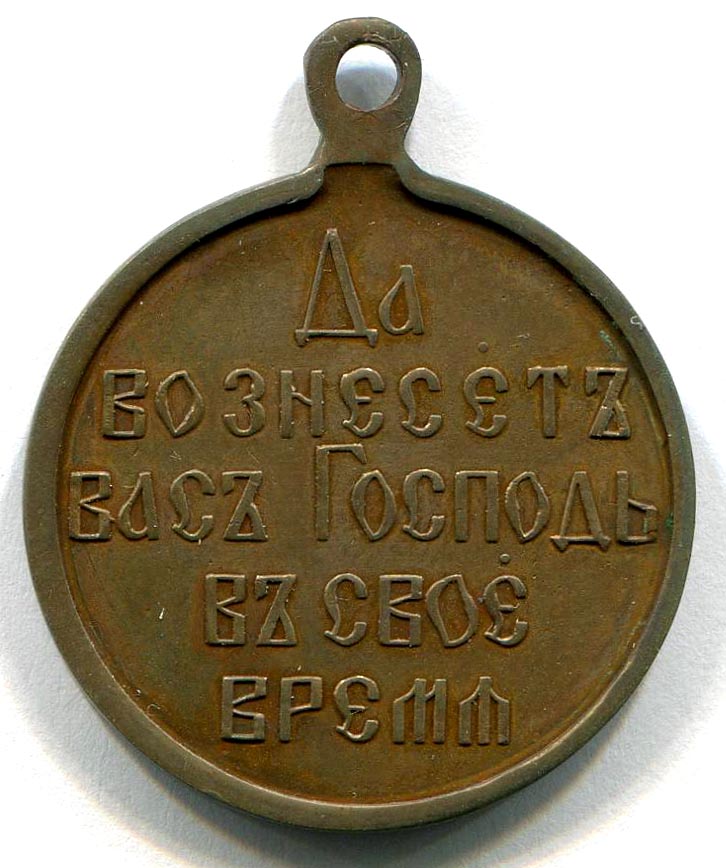 Да
вознесетъ
васъ Господь
въ свое
время